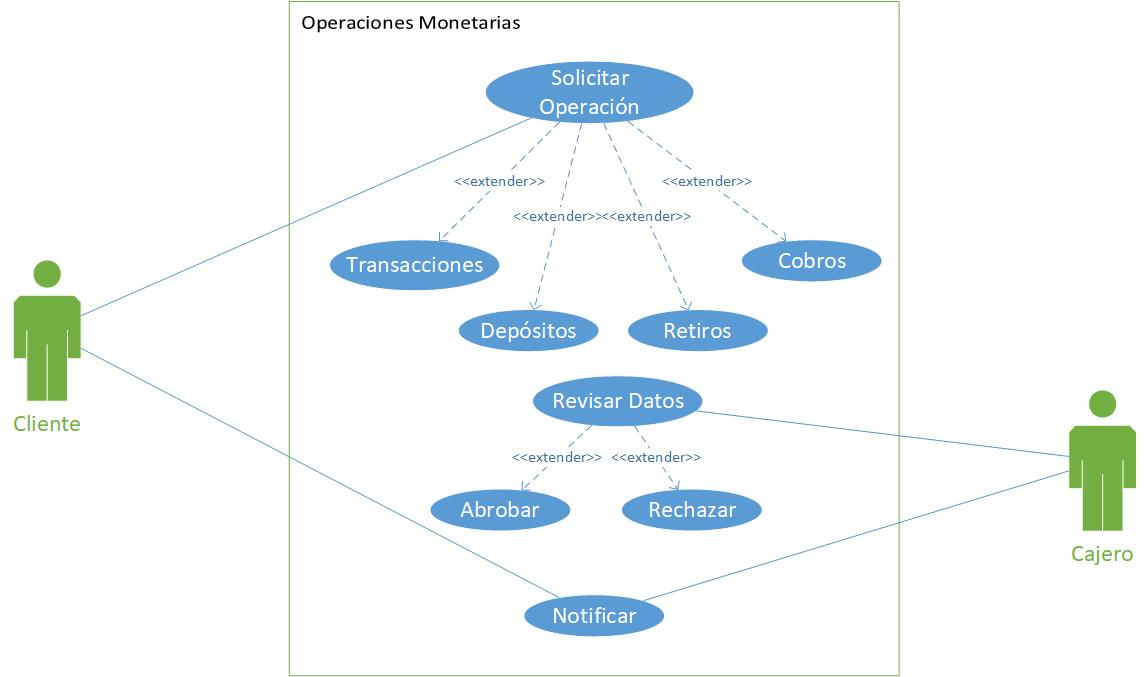 Operaciones Monetarias
Solicitar
Operación
<<extender>>
<<extender>>
<<extender>>
<<extender>>
Transacciones
Cobros
Depósitos
Retiros
Revisar Datos
Cliente
<<extender>>
<<extender>>
Abrobar
Rechazar
Cajero
Notificar